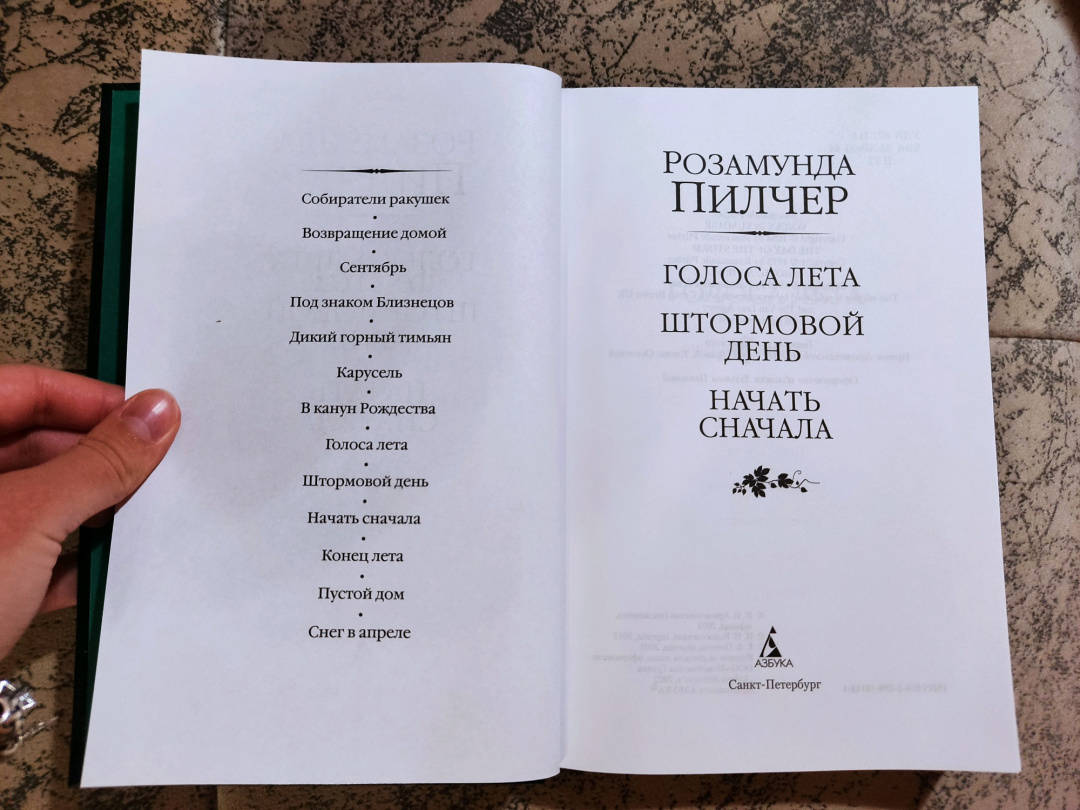 Собиратели ракушек
•
Возвращение домой
•
Сентябрь
•
Под знаком Близнецов
•
Дикий горный тимьян
•
Карусель
•
В канун Рождества
•
Голоса лета
•
Штормовой день
•
Начать сначала
•
Конец лета
•
Пустой дом
•
Снег в апреле
РОЗАМУНДА
ПИЛЧЕР
ГОЛОСА ЛЕТА
ШТОРМОВОЙ
ДЕНЬ
НАЧАТЬ
СНАЧАЛА
АЗБУКА
Санкт-Петербург